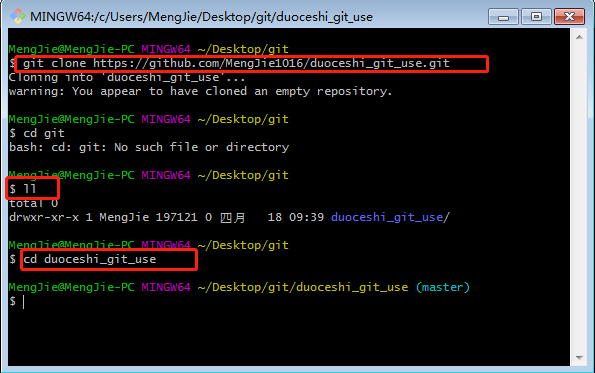 MINGW64:/c/Users/MengJie/Desktop/git/duoceshi_git_use
MengJie@MengJie-PC MINGW64 ~/Desktop/git
$ git clone https://github.com/MengJie1016/duoceshi_git_use.git
Cloning into 'duoceshi_git_use'...
warning: You appear to have cloned an empty repository.
MengJie@MengJie-PC MINGW64 ~/Desktop/git
$ cd git
bash: cd: git: No such file or directory
MengJie@MengJie-PC MINGW64 ~/Desktop/git
$ ll
total 0
drwxr-xr-x 1 MengJie 197121 0 四月   18 09:39 duoceshi_git_use/
MengJie@MengJie-PC MINGW64 ~/Desktop/git
$ cd duoceshi_git_use
MengJie@MengJie-PC MINGW64 ~/Desktop/git/duoceshi_git_use (master)
$